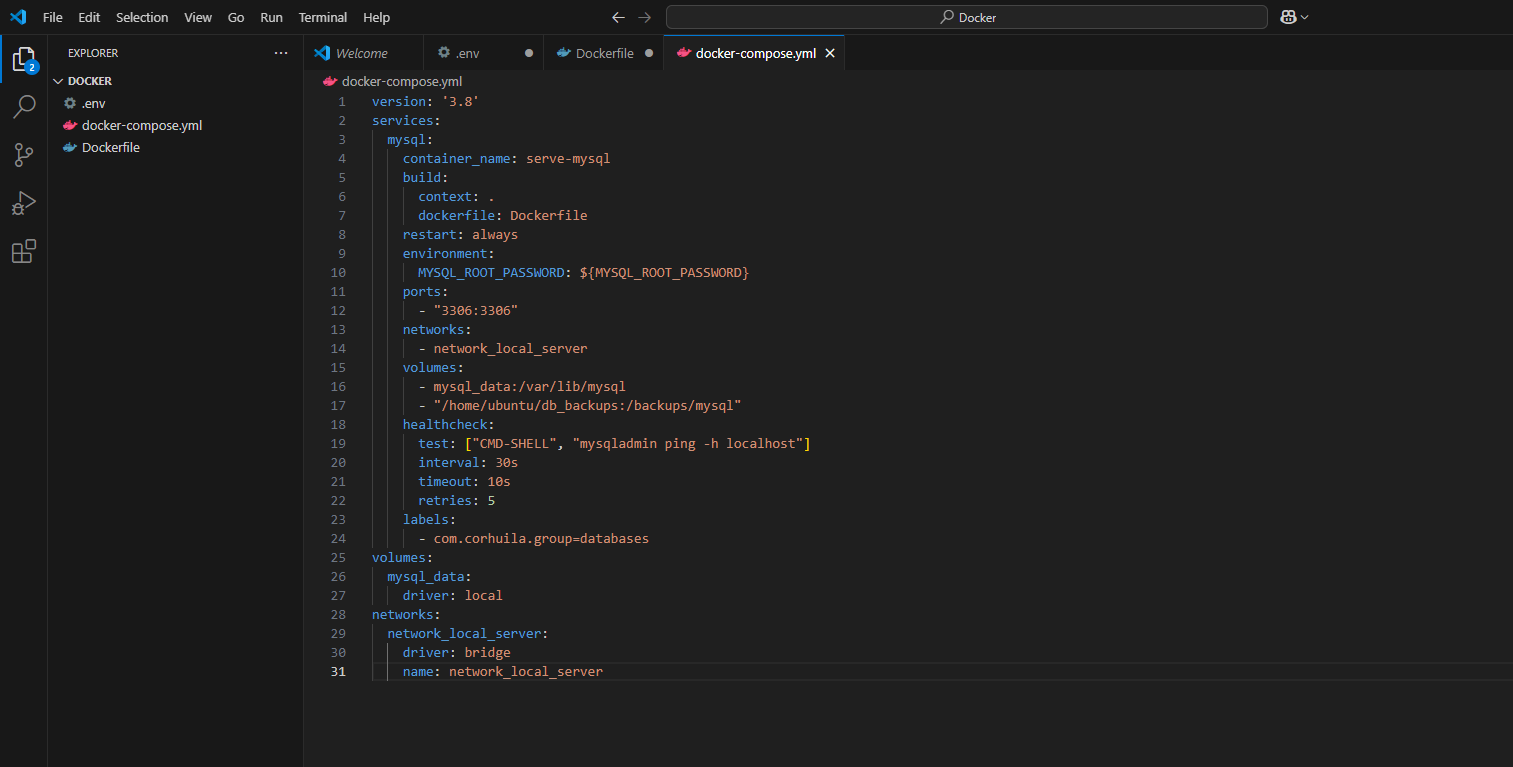 File Edit Selection View Go Run Terminal Help
Docker
EXPLORER
Welcome
.env
Dockerfile
docker-compose.yml
DOCKER
.env
docker-compose.yml
Dockerfile
2
docker-compose.yml
1 version: '3.8'
2 services:
3 mysql:
4 container_name: serve-mysql
5 build:
6 context: .
7 dockerfile: Dockerfile
8 restart: always
9 environment:
10 MYSQL_ROOT_PASSWORD: ${MYSQL_ROOT_PASSWORD}
11 ports:
12 - "3306:3306"
13 networks:
14 - network_local_server
15 volumes:
16 - mysql_data:/var/lib/mysql
17 - "/home/ubuntu/db_backups:/backups/mysql"
18 healthcheck:
19 test: ["CMD-SHELL", "mysqladmin ping -h localhost"]
20 interval: 30s
21 timeout: 10s
22 retries: 5
23 labels:
24 - com.corhuila.group=databases
25 volumes:
26 mysql_data:
27 driver: local
28 networks:
29 network_local_server:
30 driver: bridge
31 name: network_local_server